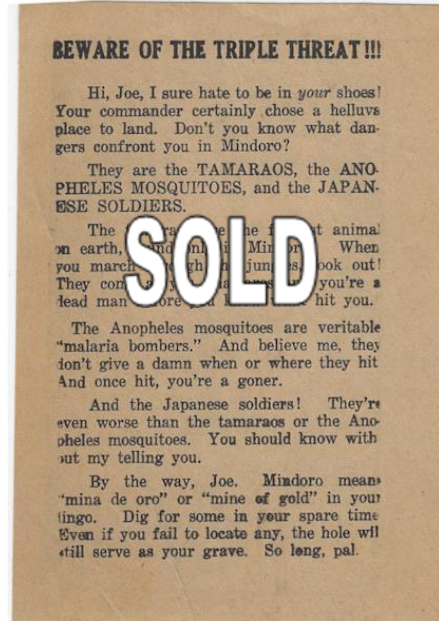 BEWARE OF THE TRIPLE THREAT!!!
Hi, Joe, I sure hate to be in your shoes!
Your commander certainly chose a helluva
place to land. Don't you know what dan-
gers confront you in Mindoro?
They are the TAMARAOS, the ANO-
PHELES MOSQUITOES, and the JAPAN-
ESE SOLDIERS.
The the animal
on earth, When
you march jungles, look out!
They you're a
dead man hit you.
SOLD
The Anopheles mosquitoes are veritable
"malaria bombers." And believe me, they
don't give a damn when or where they hit
And once hit, you're a goner.
And the Japanese soldiers! They're
even worse than the tamaraos or the Ano-
pheles mosquitoes. You should know with
out my telling you.
By the way, Joe. Mindoro means
"mina de oro" or "mine of gold" in your
lingo. Dig for some in your spare time
Even if you fail to locate any, the hole wil
still serve as your grave. So long, pal.